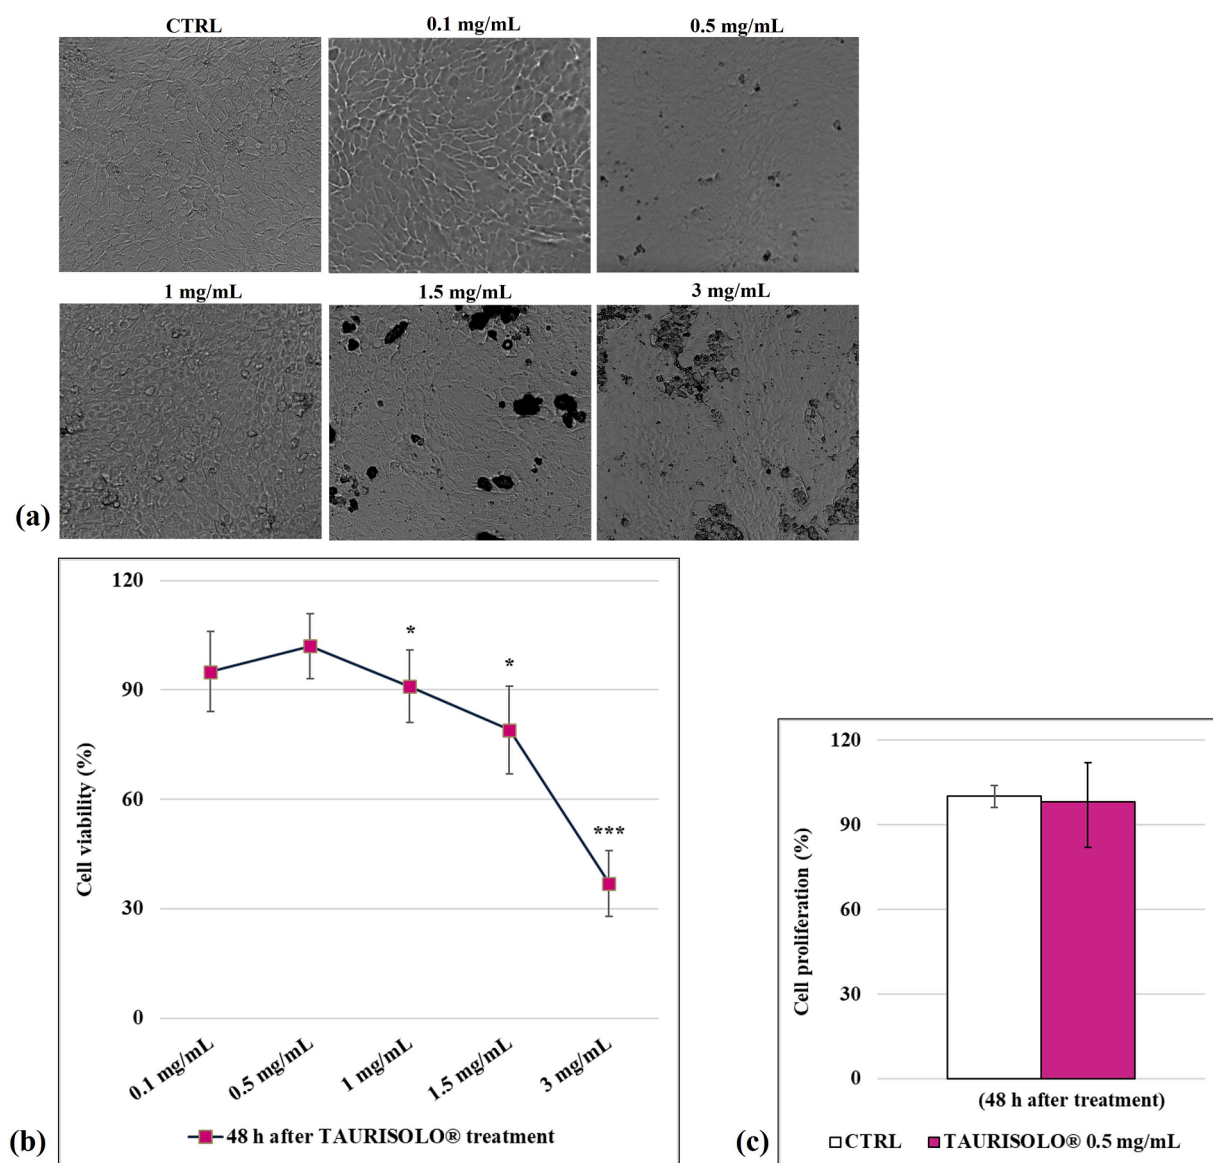 CTRL 0.1 mg/mL 0.5 mg/mL
1 mg/mL 1.5 mg/mL 3 mg/mL
(a)
120
90
60
30
0
Cell viability (%)
*
*
***
0.1 mg/mL
0.5 mg/mL
1 mg/mL
1.5 mg/mL
3 mg/mL
48 h after TAURISOLO® treatment
(b)
120
90
60
30
0
Cell proliferation (%)
(48 h after treatment)
CTRL TAURISOLO® 0.5 mg/mL
(c)